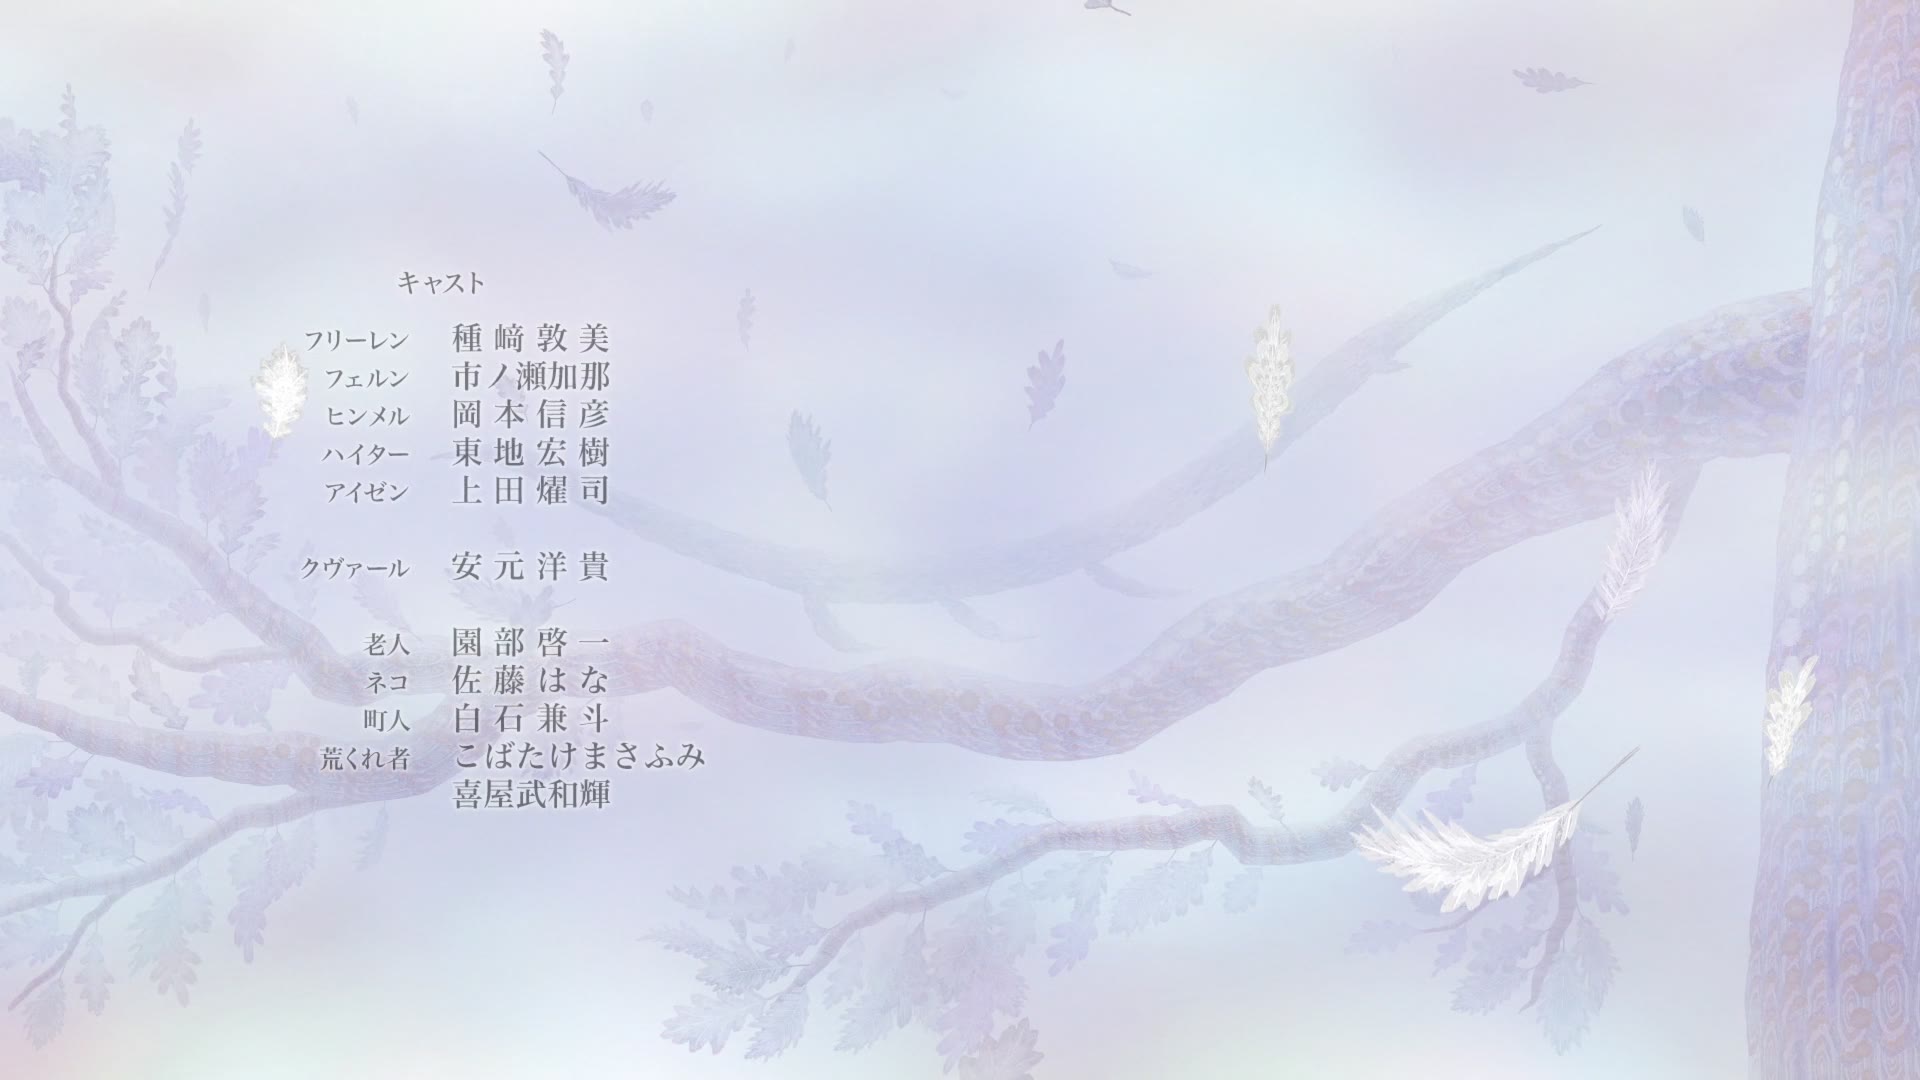 キャスト
フリーレン 種﨑敦美
フェルン 市ノ瀬加那
ヒンメル 岡本信彦
ハイター 東地宏樹
アイゼン 上田燿司
クヴァール 安元洋貴
老人 園部啓一
ネコ 佐藤はな
町人 白石兼斗
荒くれ者 こばたけまさふみ
喜屋武和輝